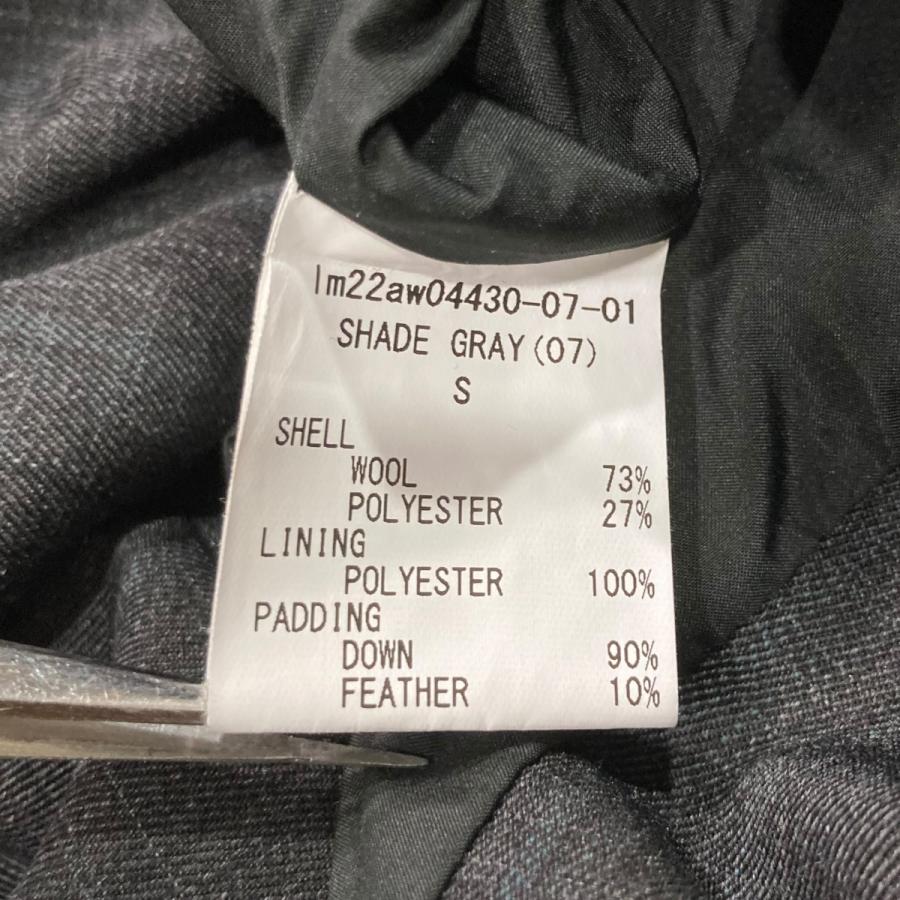 lm22aw04430-07-01
SHADE GRAY(07)
S
SHELL
WOOL 73%
POLYESTER 27%
LINING
POLYESTER 100%
PADDING
DOWN 90%
FEATHER 10%